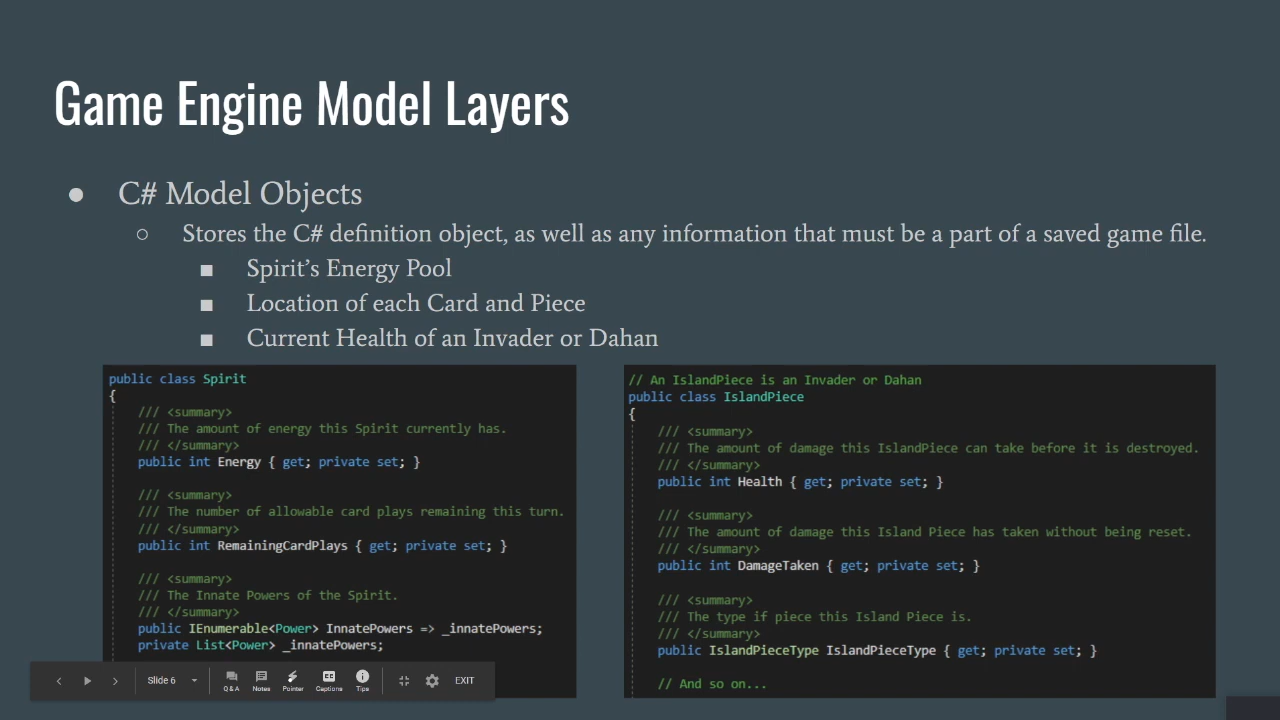 Game Engine Model Layers
● C# Model Objects
○ Stores the C# definition object, as well as any information that must be a part of a saved game file.
■ Spirit’s Energy Pool
■ Location of each Card and Piece
■ Current Health of an Invader or Dahan
public class Spirit
{
/// <summary>
/// The amount of energy this Spirit currently has.
/// </summary>
public int Energy { get; private set; }
/// <summary>
/// The number of allowable card plays remaining this turn.
/// </summary>
public int RemainingCardPlays { get; private set; }
/// <summary>
/// The Innate Powers of the Spirit.
/// </summary>
public IEnumerable<Power> InnatePowers => _innatePowers;
private List<Power> _innatePowers;
// An IslandPiece is an Invader or Dahan
public class IslandPiece
{
/// <summary>
/// The amount of damage this IslandPiece can take before it is destroyed.
/// </summary>
public int Health { get; private set; }
/// <summary>
/// The amount of damage this Island Piece has taken without being reset.
/// </summary>
public int DamageTaken { get; private set; }
/// <summary>
/// The type if piece this Island Piece is.
/// </summary>
public IslandPieceType IslandPieceType { get; private set; }
// And so on...
Slide 6
Q&A
Notes
Pointer
Captions
Tips
EXIT